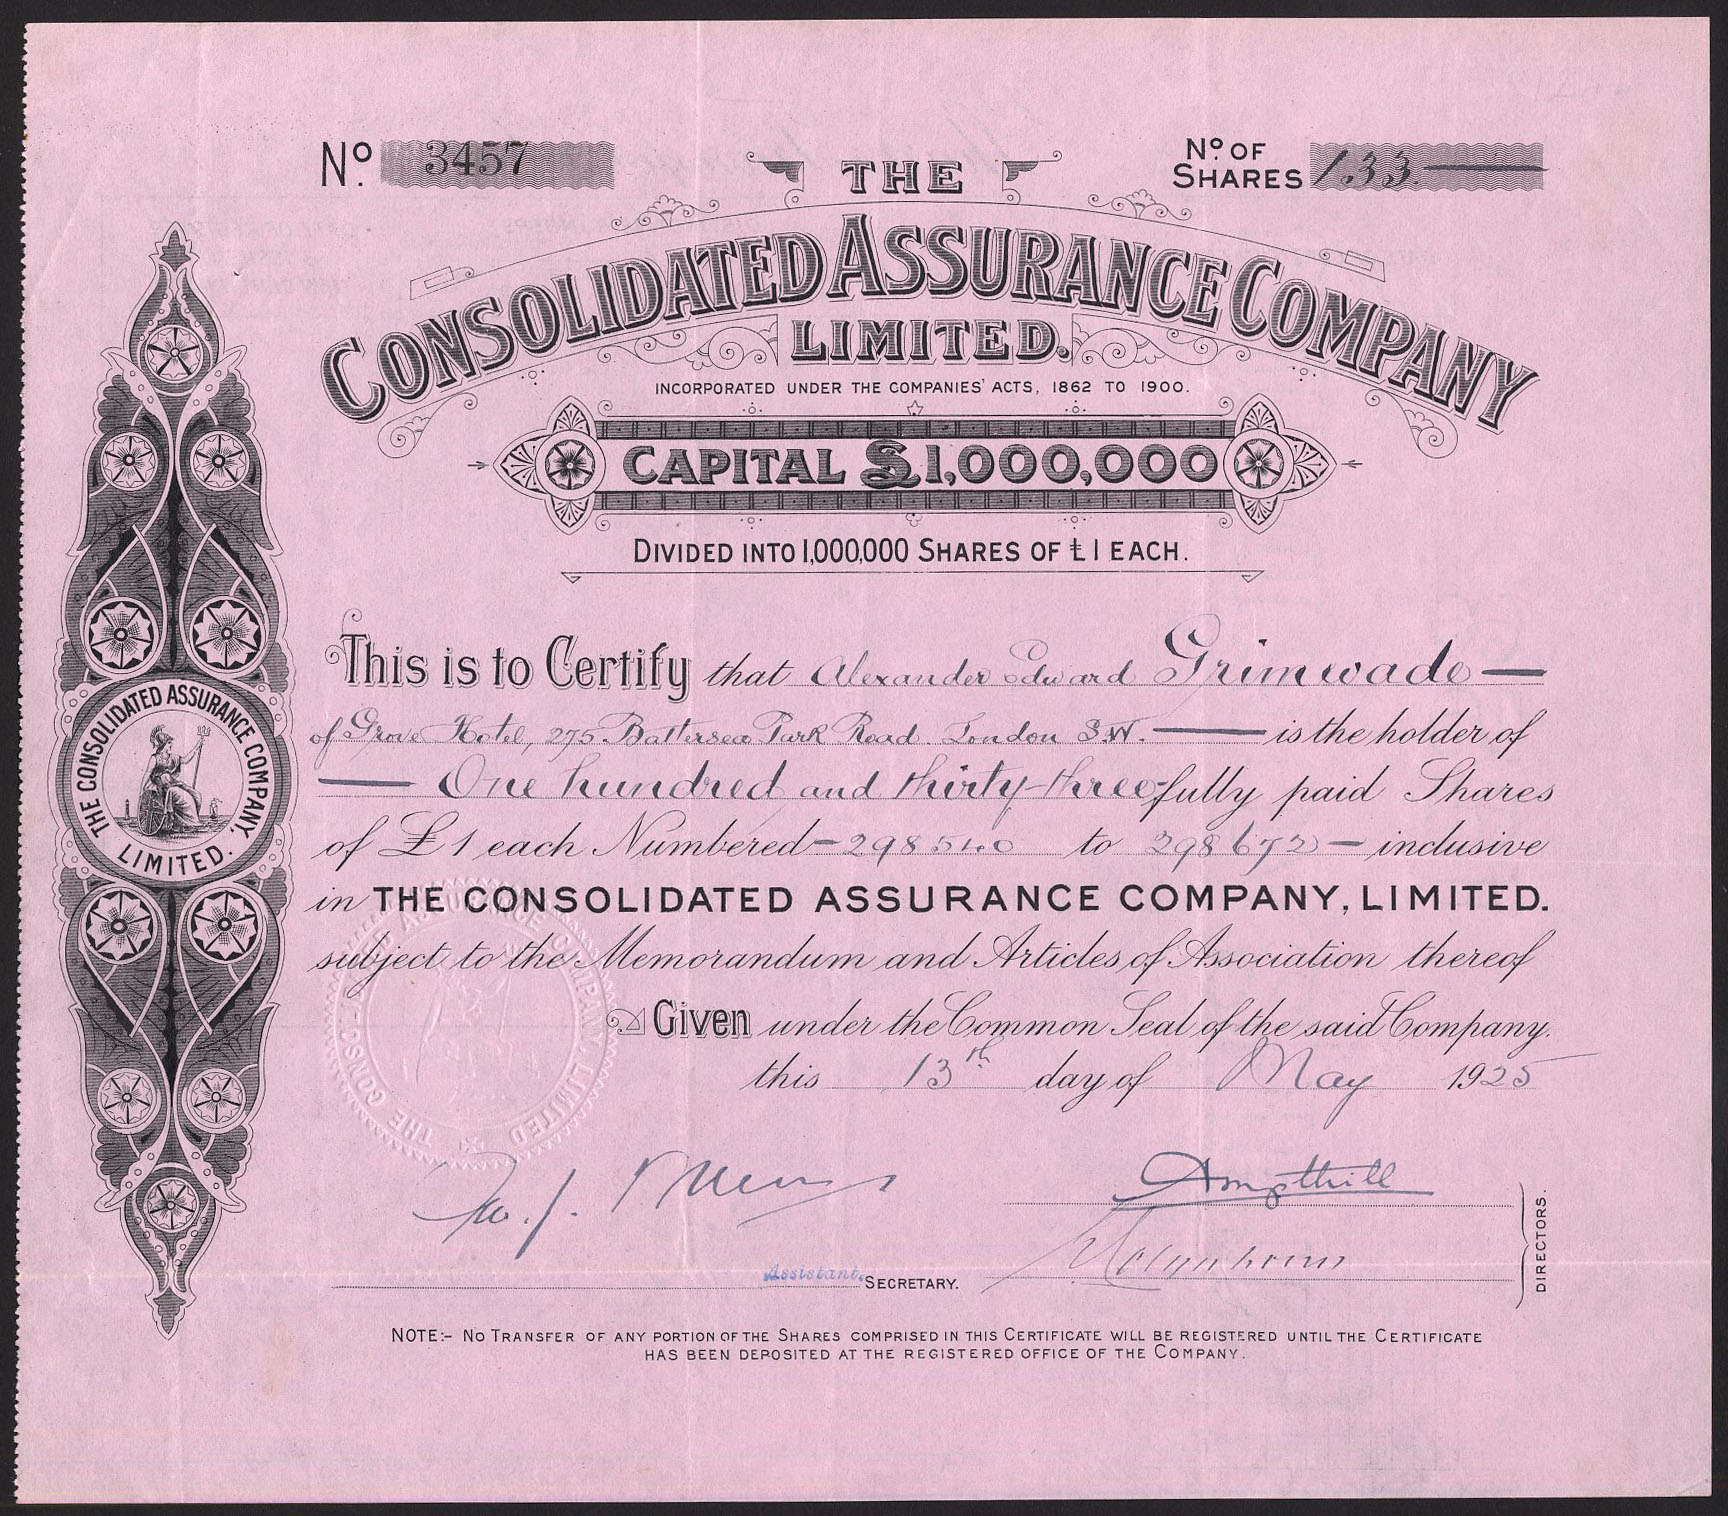 No. 3457
No. OF SHARES 133
THE
CONSOLIDATED ASSURANCE COMPANY
LIMITED.
INCORPORATED UNDER THE COMPANIES' ACTS, 1862 TO 1900.
CAPITAL £1,000,000
DIVIDED INTO 1,000,000 SHARES OF £1 EACH.
This is to Certify that Alexander Edward Grimwade
of Grove Hotel, 275 Battersea Park Road. London S.W. is the holder of
One hundred and thirty-three fully paid Shares
of £1 each Numbered 298540 to 298672 inclusive
in THE CONSOLIDATED ASSURANCE COMPANY, LIMITED.
subject to the Memorandum and Articles of Association thereof
Given under the Common Seal of the said Company.
this 13th day of May 1925
THE CONSOLIDATED ASSURANCE COMPANY,
LIMITED.
THE CONSOLIDATED ASSURANCE COMPANY, LIMITED
Ampthill
Assistant SECRETARY.
DIRECTORS.
NOTE:- NO TRANSFER OF ANY PORTION OF THE SHARES COMPRISED IN THIS CERTIFICATE WILL BE REGISTERED UNTIL THE CERTIFICATE
HAS BEEN DEPOSITED AT THE REGISTERED OFFICE OF THE COMPANY.